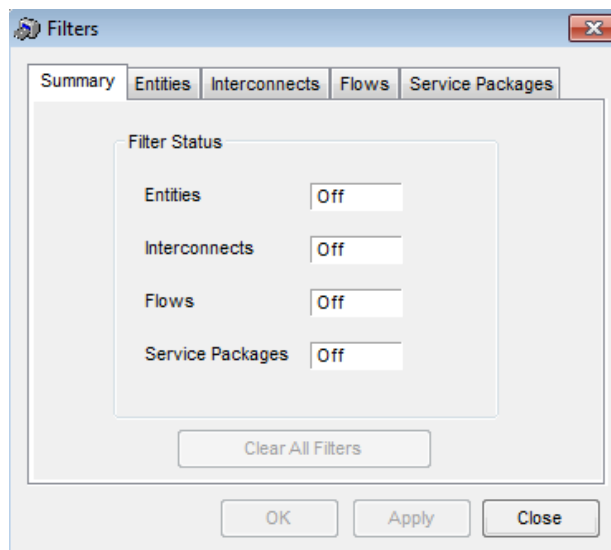 Filters
Summary Entities Interconnects Flows Service Packages
Filter Status
Entities Off
Interconnects Off
Flows Off
Service Packages Off
Clear All Filters
OK Apply Close